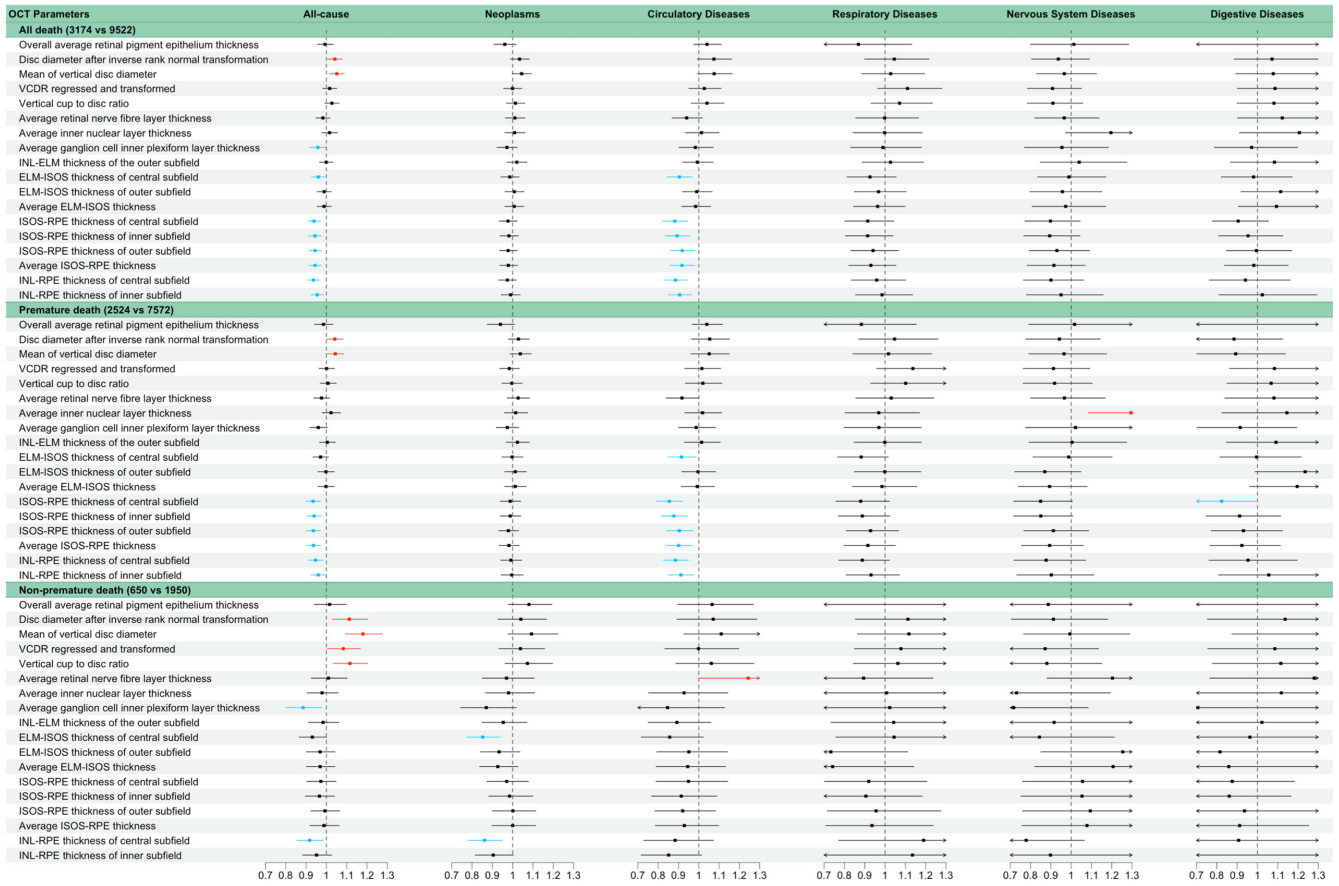 OCT Parameters All-cause Neoplasms Circulatory Diseases Respiratory Diseases Nervous System Diseases Digestive Diseases
All death (3174 vs 9522)
Overall average retinal pigment epithelium thickness
Disc diameter after inverse rank normal transformation
Mean of vertical disc diameter
VCDR regressed and transformed
Vertical cup to disc ratio
Average retinal nerve fibre layer thickness
Average inner nuclear layer thickness
Average ganglion cell inner plexiform layer thickness
INL-ELM thickness of the outer subfield
ELM-ISOS thickness of central subfield
ELM-ISOS thickness of outer subfield
Average ELM-ISOS thickness
ISOS-RPE thickness of central subfield
ISOS-RPE thickness of inner subfield
ISOS-RPE thickness of outer subfield
Average ISOS-RPE thickness
INL-RPE thickness of central subfield
INL-RPE thickness of inner subfield
Premature death (2524 vs 7572)
Overall average retinal pigment epithelium thickness
Disc diameter after inverse rank normal transformation
Mean of vertical disc diameter
VCDR regressed and transformed
Vertical cup to disc ratio
Average retinal nerve fibre layer thickness
Average inner nuclear layer thickness
Average ganglion cell inner plexiform layer thickness
INL-ELM thickness of the outer subfield
ELM-ISOS thickness of central subfield
ELM-ISOS thickness of outer subfield
Average ELM-ISOS thickness
ISOS-RPE thickness of central subfield
ISOS-RPE thickness of inner subfield
ISOS-RPE thickness of outer subfield
Average ISOS-RPE thickness
INL-RPE thickness of central subfield
INL-RPE thickness of inner subfield
Non-premature death (650 vs 1950)
Overall average retinal pigment epithelium thickness
Disc diameter after inverse rank normal transformation
Mean of vertical disc diameter
VCDR regressed and transformed
Vertical cup to disc ratio
Average retinal nerve fibre layer thickness
Average inner nuclear layer thickness
Average ganglion cell inner plexiform layer thickness
INL-ELM thickness of the outer subfield
ELM-ISOS thickness of central subfield
ELM-ISOS thickness of outer subfield
Average ELM-ISOS thickness
ISOS-RPE thickness of central subfield
ISOS-RPE thickness of inner subfield
ISOS-RPE thickness of outer subfield
Average ISOS-RPE thickness
INL-RPE thickness of central subfield
INL-RPE thickness of inner subfield
0.7 0.8 0.9 1 1.1 1.2 1.3 0.7 0.8 0.9 1 1.1 1.2 1.3 0.7 0.8 0.9 1 1.1 1.2 1.3 0.7 0.8 0.9 1 1.1 1.2 1.3 0.7 0.8 0.9 1 1.1 1.2 1.3 0.7 0.8 0.9 1 1.1 1.2 1.3